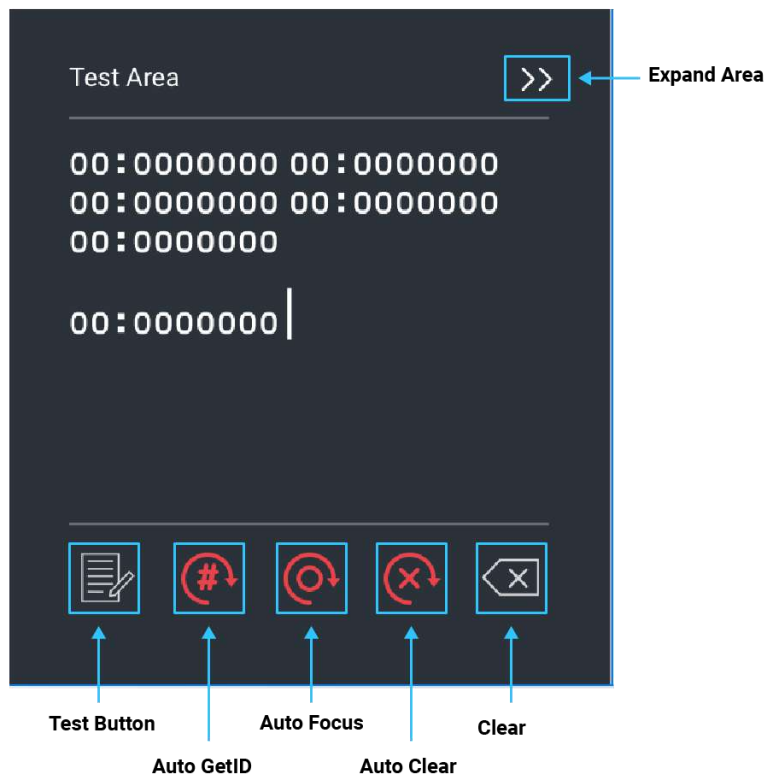 Test Area
>>
Expand Area
00:0000000 00:0000000
00:0000000 00:0000000
00:0000000
00:0000000
#
Test Button
Auto GetID
Auto Focus
Auto Clear
Clear